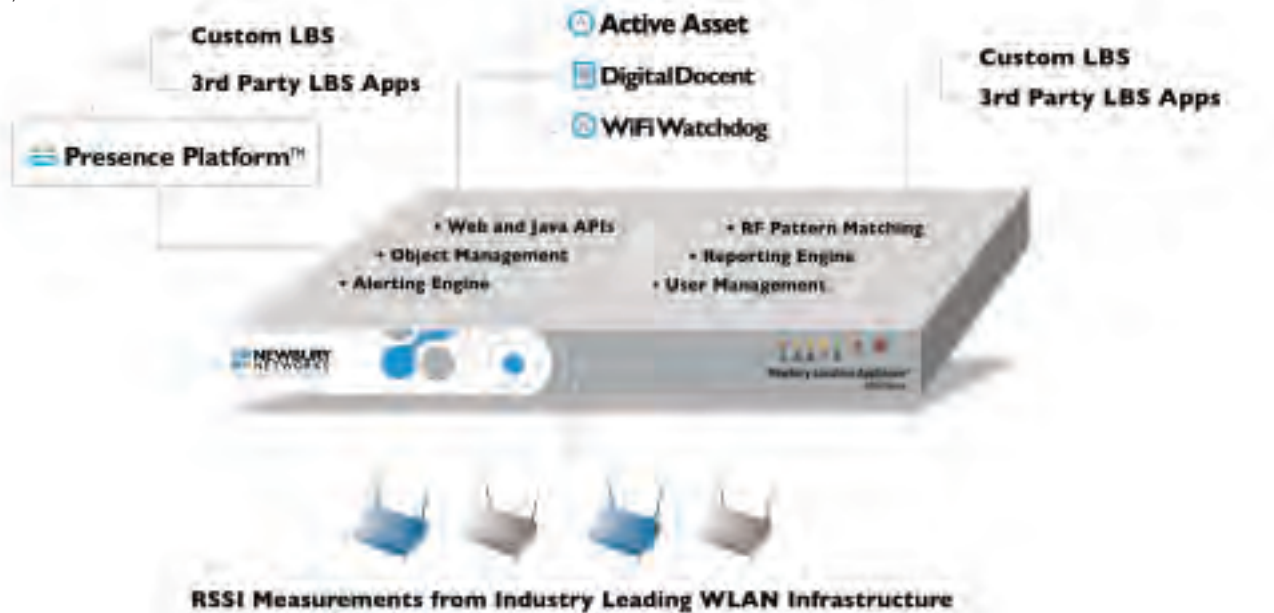 Custom LBS
3rd Party LBS Apps
Presence Platform™
Active Asset
DigitalDocent
WiFi Watchdog
Custom LBS
3rd Party LBS Apps
• Web and Java APIs
• Object Management
• Alerting Engine
• RF Pattern Matching
• Reporting Engine
• User Management
NEWBURY
NETWORKS
RSSI Measurements from Industry Leading WLAN Infrastructure